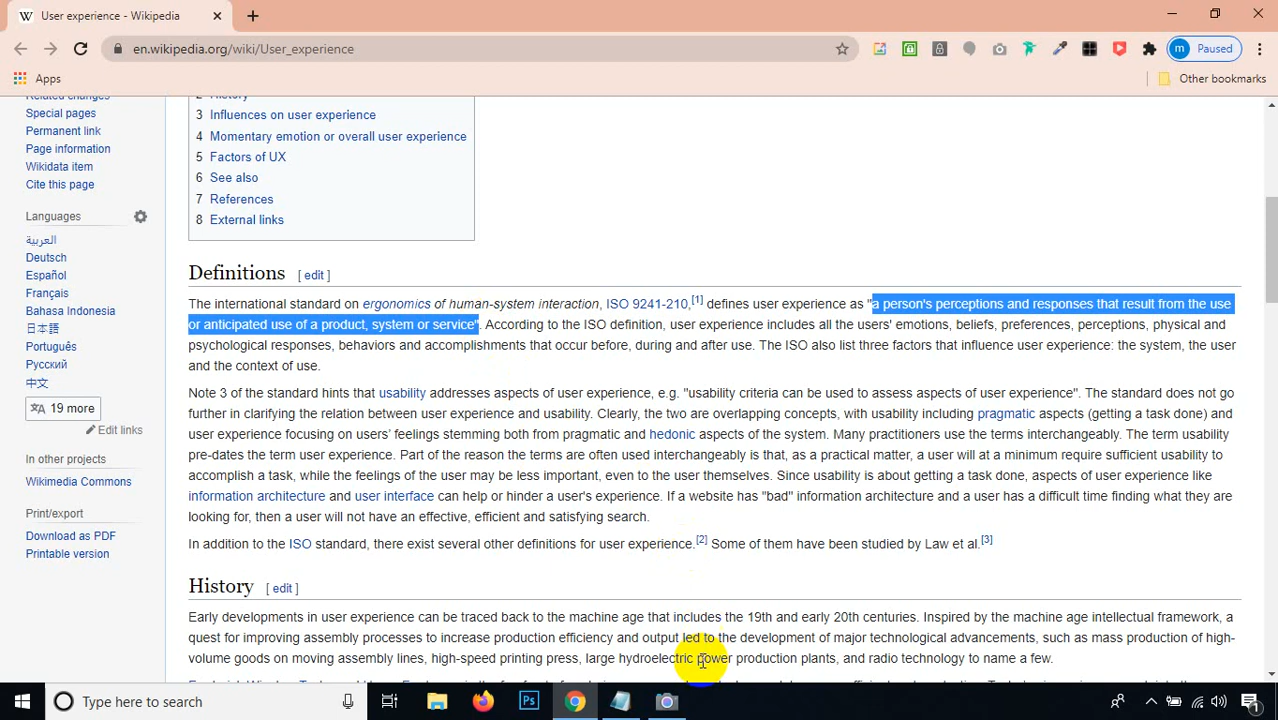 User experience - Wikipedia
en.wikipedia.org/wiki/User_experience
m Paused
Apps
Other bookmarks
Related changes
Special pages
Permanent link
Page information
Wikidata item
Cite this page
Languages
العربية
Deutsch
Español
Français
Bahasa Indonesia
日本語
Português
Русский
中文
19 more
Edit links
In other projects
Wikimedia Commons
Print/export
Download as PDF
Printable version
2 History
3 Influences on user experience
4 Momentary emotion or overall user experience
5 Factors of UX
6 See also
7 References
8 External links
Definitions [ edit ]
The international standard on ergonomics of human-system interaction, ISO 9241-210,[1] defines user experience as "a person's perceptions and responses that result from the use
or anticipated use of a product, system or service". According to the ISO definition, user experience includes all the users' emotions, beliefs, preferences, perceptions, physical and
psychological responses, behaviors and accomplishments that occur before, during and after use. The ISO also list three factors that influence user experience: the system, the user
and the context of use.
Note 3 of the standard hints that usability addresses aspects of user experience, e.g. "usability criteria can be used to assess aspects of user experience". The standard does not go
further in clarifying the relation between user experience and usability. Clearly, the two are overlapping concepts, with usability including pragmatic aspects (getting a task done) and
user experience focusing on users' feelings stemming both from pragmatic and hedonic aspects of the system. Many practitioners use the terms interchangeably. The term usability
pre-dates the term user experience. Part of the reason the terms are often used interchangeably is that, as a practical matter, a user will at a minimum require sufficient usability to
accomplish a task, while the feelings of the user may be less important, even to the user themselves. Since usability is about getting a task done, aspects of user experience like
information architecture and user interface can help or hinder a user's experience. If a website has "bad" information architecture and a user has a difficult time finding what they are
looking for, then a user will not have an effective, efficient and satisfying search.
In addition to the ISO standard, there exist several other definitions for user experience.[2] Some of them have been studied by Law et al.[3]
History [ edit ]
Early developments in user experience can be traced back to the machine age that includes the 19th and early 20th centuries. Inspired by the machine age intellectual framework, a
quest for improving assembly processes to increase production efficiency and output led to the development of major technological advancements, such as mass production of high-
volume goods on moving assembly lines, high-speed printing press, large hydroelectric power production plants, and radio technology to name a few.
Type here to search
Ps
1